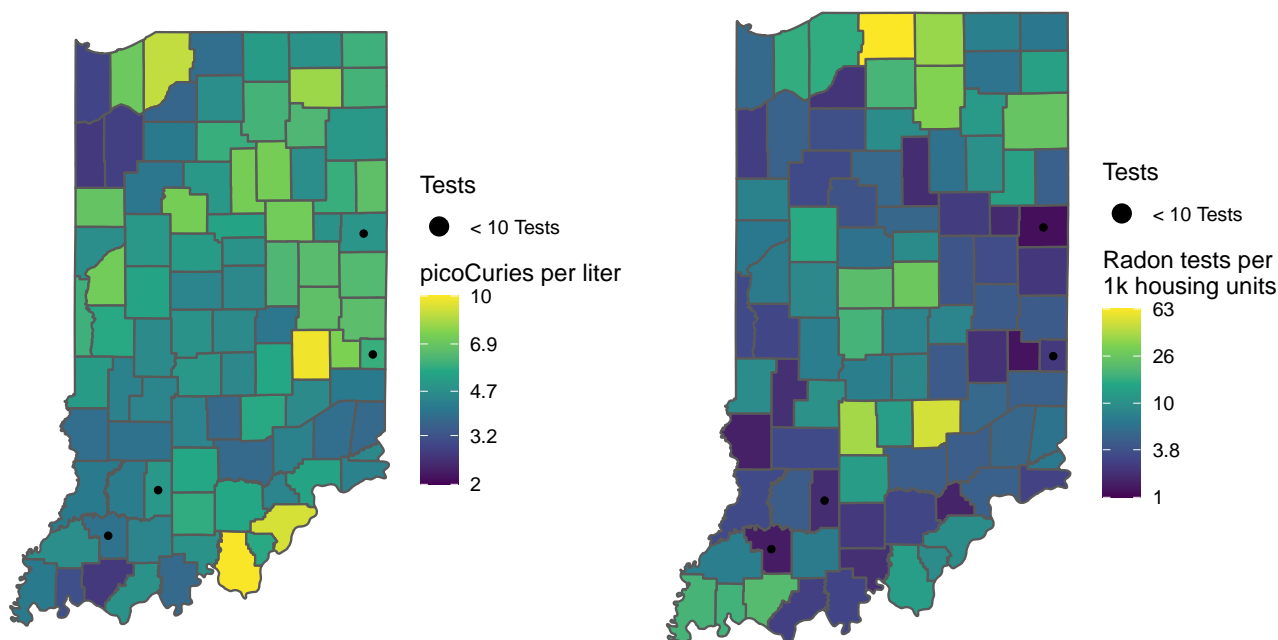 Tests
< 10 Tests
picoCuries per liter
10
6.9
4.7
3.2
2
Tests
< 10 Tests
Radon tests per
1k housing units
63
26
10
3.8
1